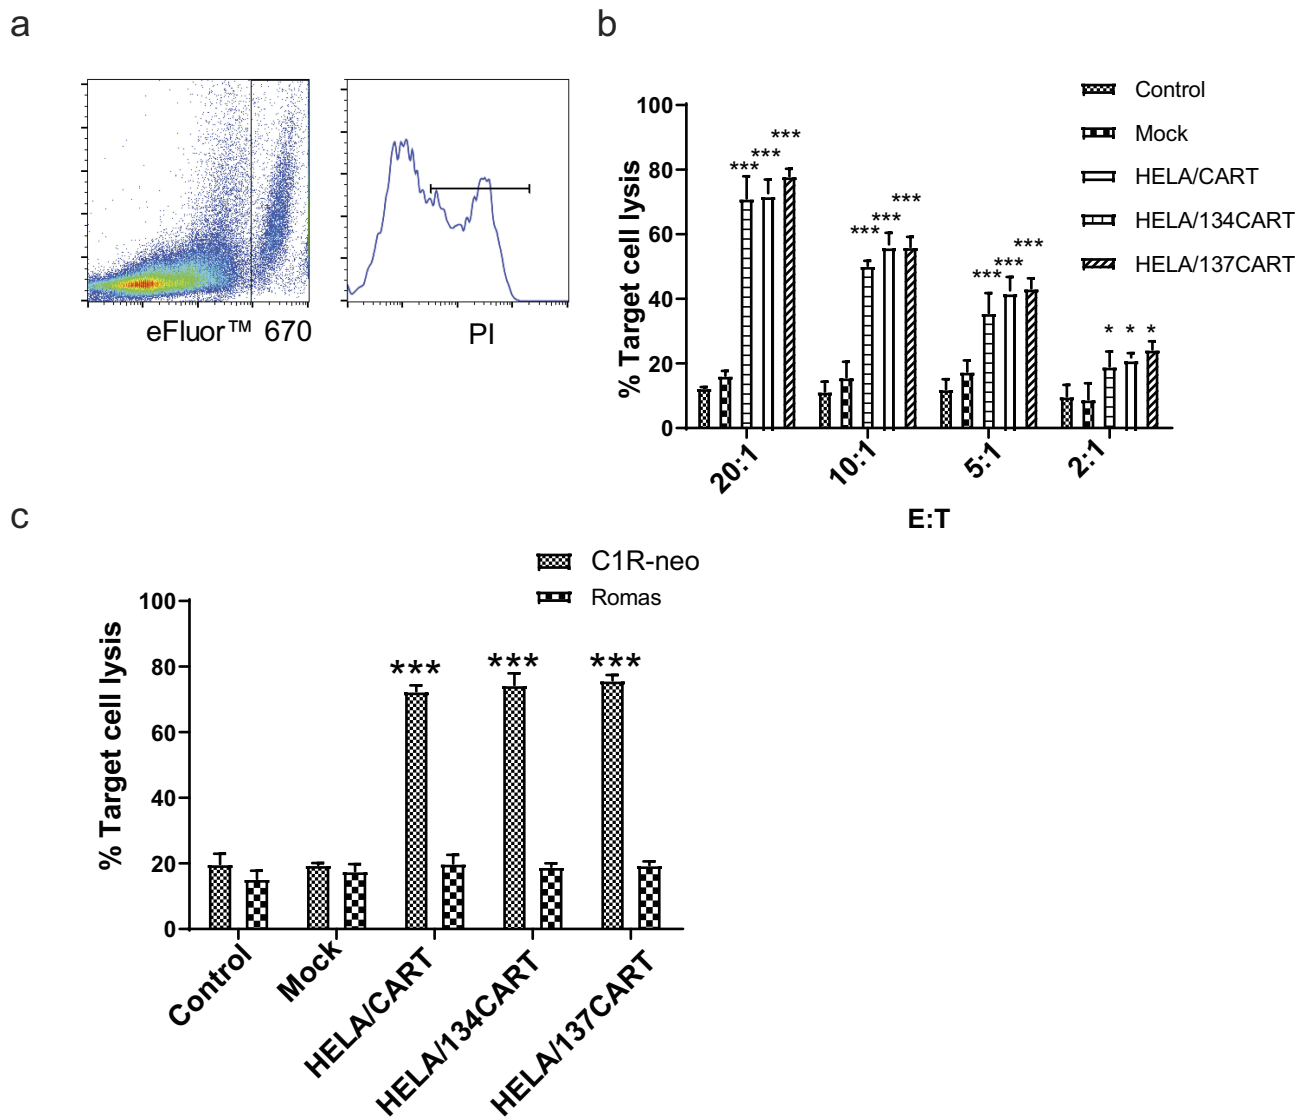 a
eFluor™ 670
PI
b
Control
Mock
HELA/CART
HELA/134CART
HELA/137CART
% Target cell lysis
100
80
60
40
20
0
*** *** ***
*** *** ***
*** *** ***
* * *
20:1 10:1 5:1 2:1
E:T
c
C1R-neo
Romas
% Target cell lysis
100
80
60
40
20
0
*** *** ***
Control Mock HELA/CART HELA/134CART HELA/137CART